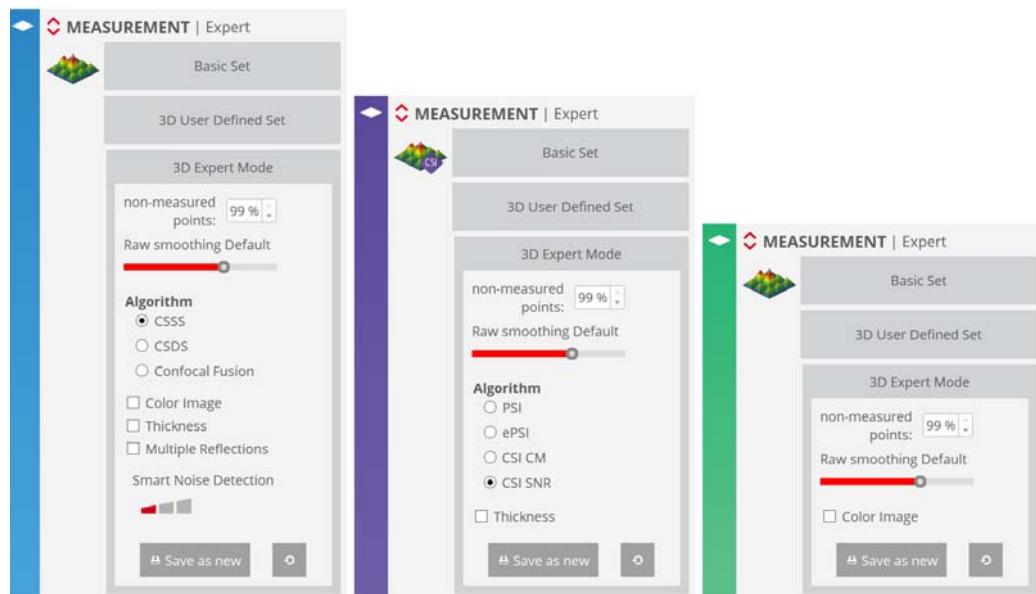 MEASUREMENT | Expert
Basic Set
3D User Defined Set
3D Expert Mode
non-measured
points: 99 %
Raw smoothing Default
Algorithm
CSSS
CSDS
Confocal Fusion
Color Image
Thickness
Multiple Reflections
Smart Noise Detection
Save as new
MEASUREMENT | Expert
CSI
Basic Set
3D User Defined Set
3D Expert Mode
non-measured
points: 99 %
Raw smoothing Default
Algorithm
PSI
ePSI
CSI CM
CSI SNR
Thickness
Save as new
MEASUREMENT | Expert
Basic Set
3D User Defined Set
3D Expert Mode
non-measured
points: 99 %
Raw smoothing Default
Color Image
Save as new